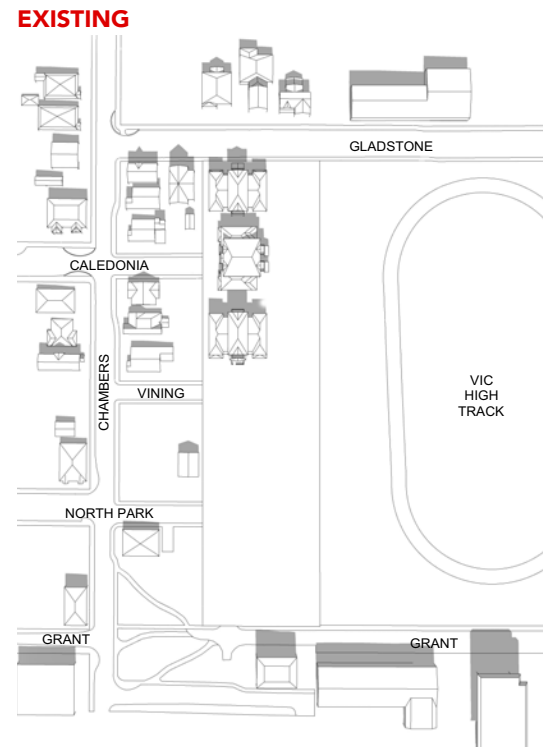 EXISTING
GLADSTONE
CALEDONIA
CHAMBERS
VINING
VIC
HIGH
TRACK
NORTH PARK
GRANT
GRANT